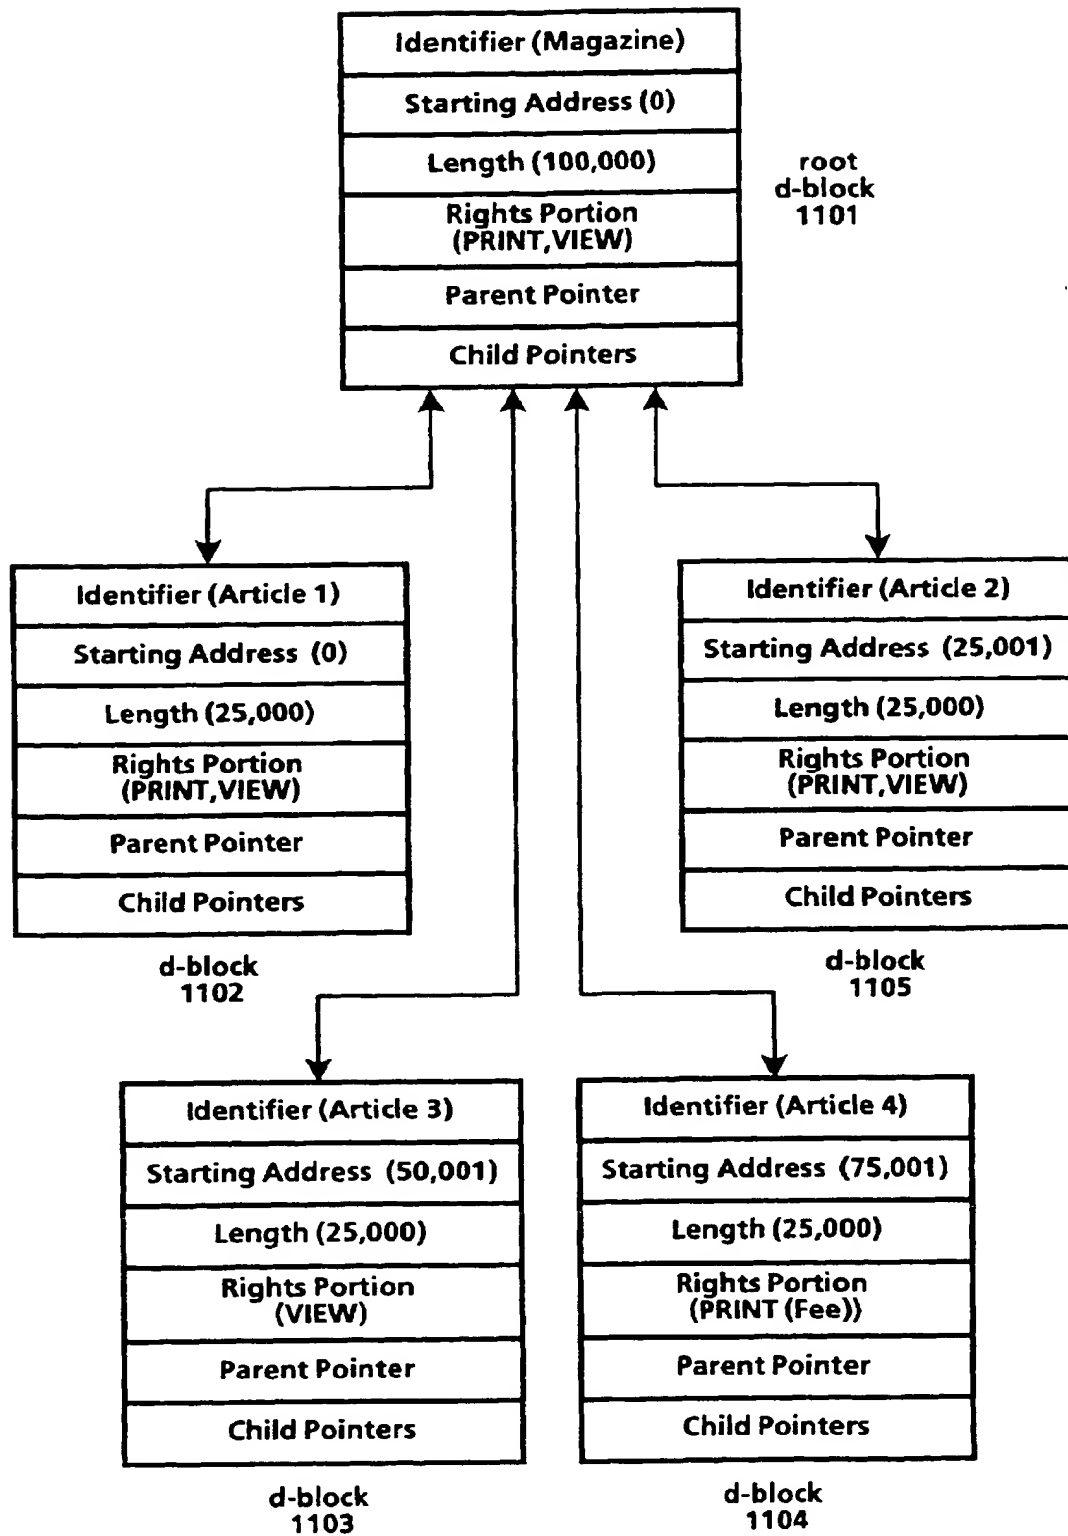 Identifier (Magazine)
Starting Address (0)
Length (100,000)
Rights Portion
(PRINT,VIEW)
Parent Pointer
Child Pointers
root
d-block
1101
Identifier (Article 1)
Starting Address (0)
Length (25,000)
Rights Portion
(PRINT,VIEW)
Parent Pointer
Child Pointers
d-block
1102
Identifier (Article 2)
Starting Address (25,001)
Length (25,000)
Rights Portion
(PRINT,VIEW)
Parent Pointer
Child Pointers
d-block
1105
Identifier (Article 3)
Starting Address (50,001)
Length (25,000)
Rights Portion
(VIEW)
Parent Pointer
Child Pointers
d-block
1103
Identifier (Article 4)
Starting Address (75,001)
Length (25,000)
Rights Portion
(PRINT (Fee))
Parent Pointer
Child Pointers
d-block
1104